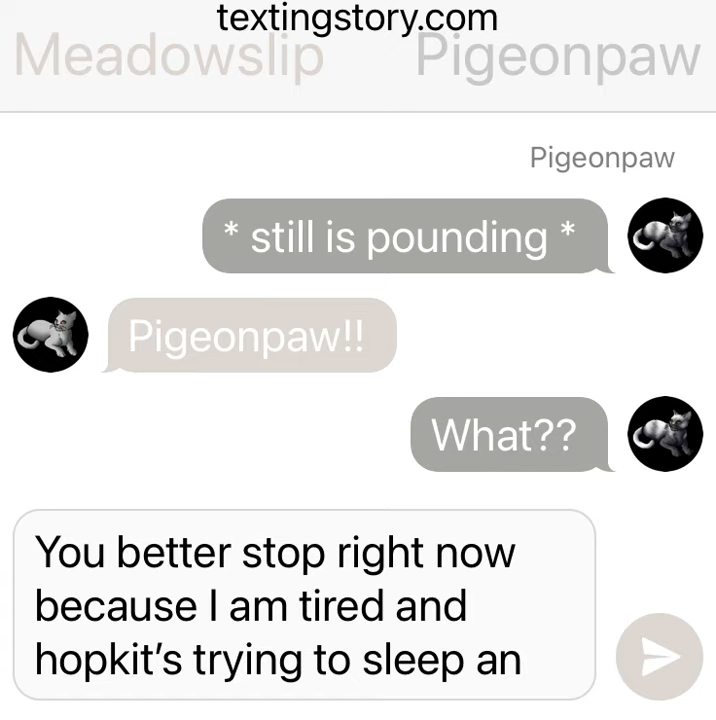 textingstory.com
Meadowslip Pigeonpaw
Pigeonpaw
* still is pounding *
Pigeonpaw!!
What??
You better stop right now
because I am tired and
hopkit’s trying to sleep an